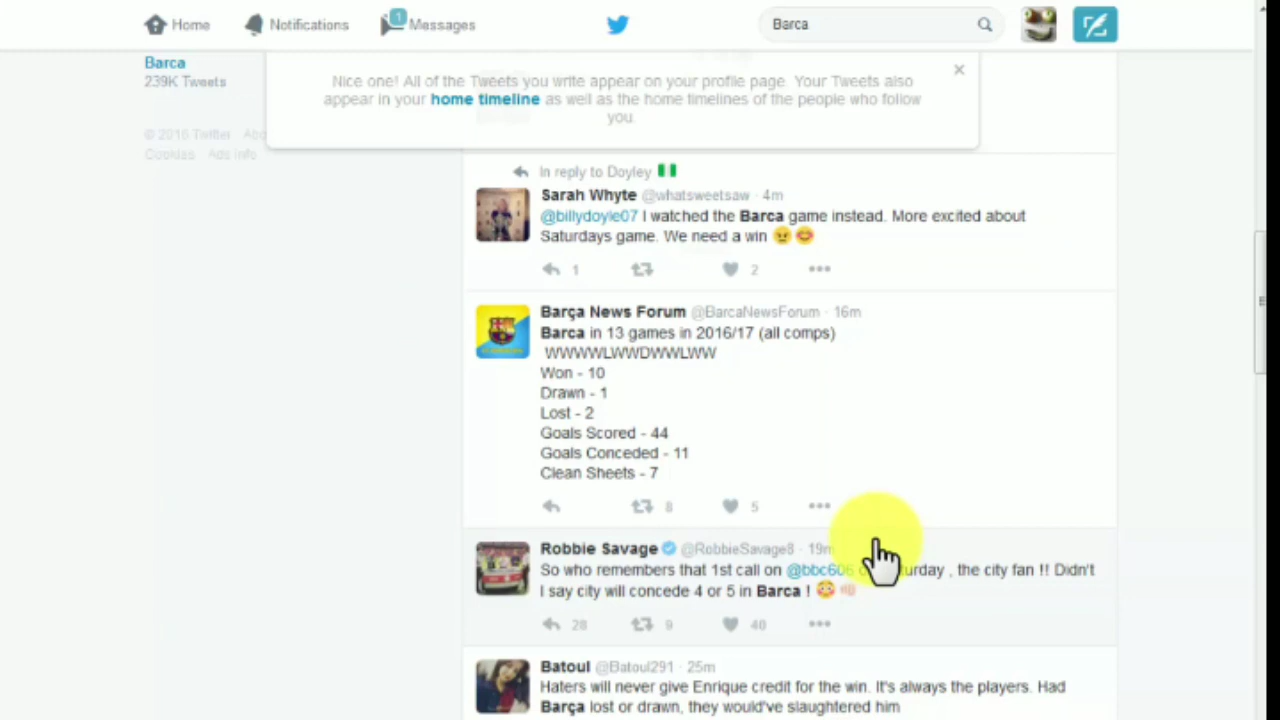 Home Notifications 1 Messages Barca
Barca
239K Tweets
Nice one! All of the Tweets you write appear on your profile page. Your Tweets also
appear in your home timeline as well as the home timelines of the people who follow
you.
© 2016 Twitter
Cookies Ads info
In reply to Doyley
Sarah Whyte @whatsweetsaw · 4m
@billydoyle07 I watched the Barca game instead. More excited about
Saturdays game. We need a win
1 2
Barça News Forum @BarcaNewsForum · 16m
Barca in 13 games in 2016/17 (all comps)
WWWWLWWDWWLWW
Won - 10
Drawn - 1
Lost - 2
Goals Scored - 44
Goals Conceded - 11
Clean Sheets - 7
8 5
Robbie Savage @RobbieSavage8 · 19m
So who remembers that 1st call on @bbc606 , the city fan !! Didn't
I say city will concede 4 or 5 in Barca !
28 9 40
Batoul @Batoul291 · 25m
Haters will never give Enrique credit for the win. It's always the players. Had
Barça lost or drawn, they would've slaughtered him